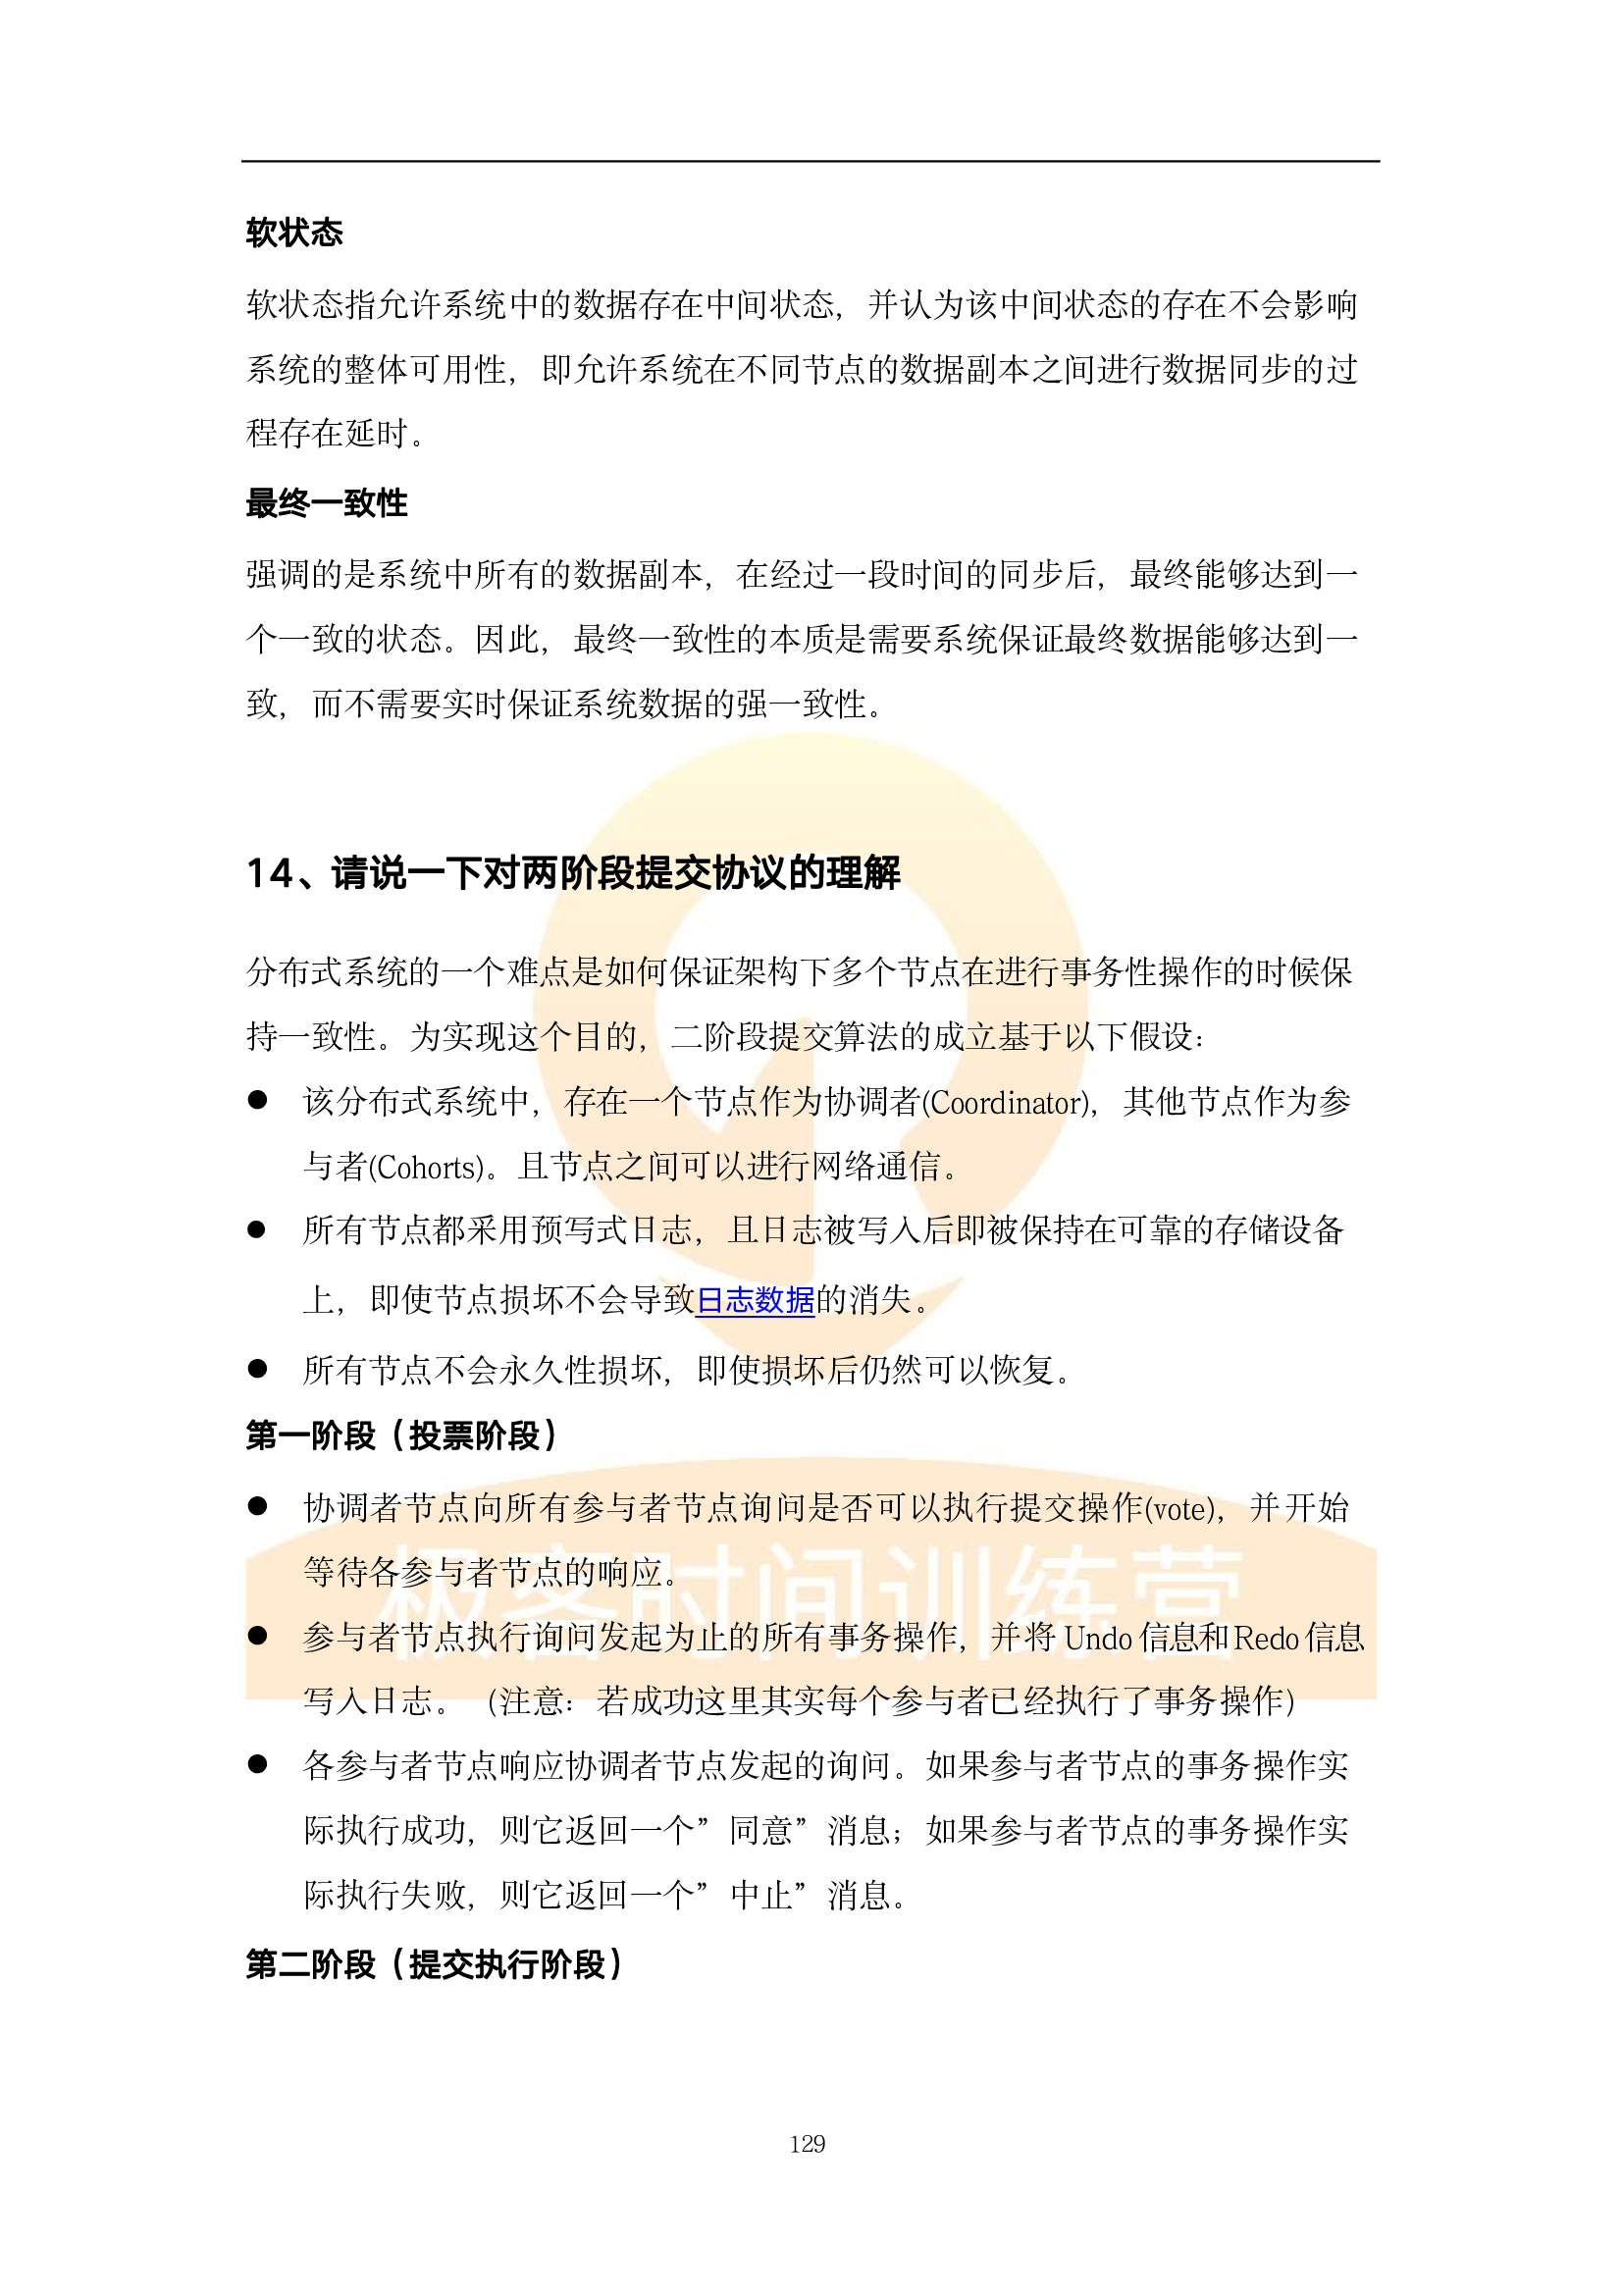 软状态
软状态指允许系统中的数据存在中间状态，并认为该中间状态的存在不会影响
系统的整体可用性，即允许系统在不同节点的数据副本之间进行数据同步的过
程存在延时。
最终一致性
强调的是系统中所有的数据副本，在经过一段时间的同步后，最终能够达到一
个一致的状态。因此，最终一致性的本质是需要系统保证最终数据能够达到一
致，而不需要实时保证系统数据的强一致性。
14、请说一下对两阶段提交协议的理解
分布式系统的一个难点是如何保证架构下多个节点在进行事务性操作的时候保
持一致性。为实现这个目的，二阶段提交算法的成立基于以下假设：
● 该分布式系统中，存在一个节点作为协调者(Coordinator)，其他节点作为参
与者(Cohorts)。且节点之间可以进行网络通信。
● 所有节点都采用预写式日志，且日志被写入后即被保持在可靠的存储设备
上，即使节点损坏不会导致日志数据的消失。
● 所有节点不会永久性损坏，即使损坏后仍然可以恢复。
第一阶段（投票阶段）
● 协调者节点向所有参与者节点询问是否可以执行提交操作(vote)，并开始
等待各参与者节点的响应。
● 参与者节点执行询问发起为止的所有事务操作，并将 Undo 信息和 Redo 信息
写入日志。（注意：若成功这里其实每个参与者已经执行了事务操作）
● 各参与者节点响应协调者节点发起的询问。如果参与者节点的事务操作实
际执行成功，则它返回一个”同意”消息；如果参与者节点的事务操作实
际执行失败，则它返回一个”中止”消息。
第二阶段（提交执行阶段）
极客时间训练营
129